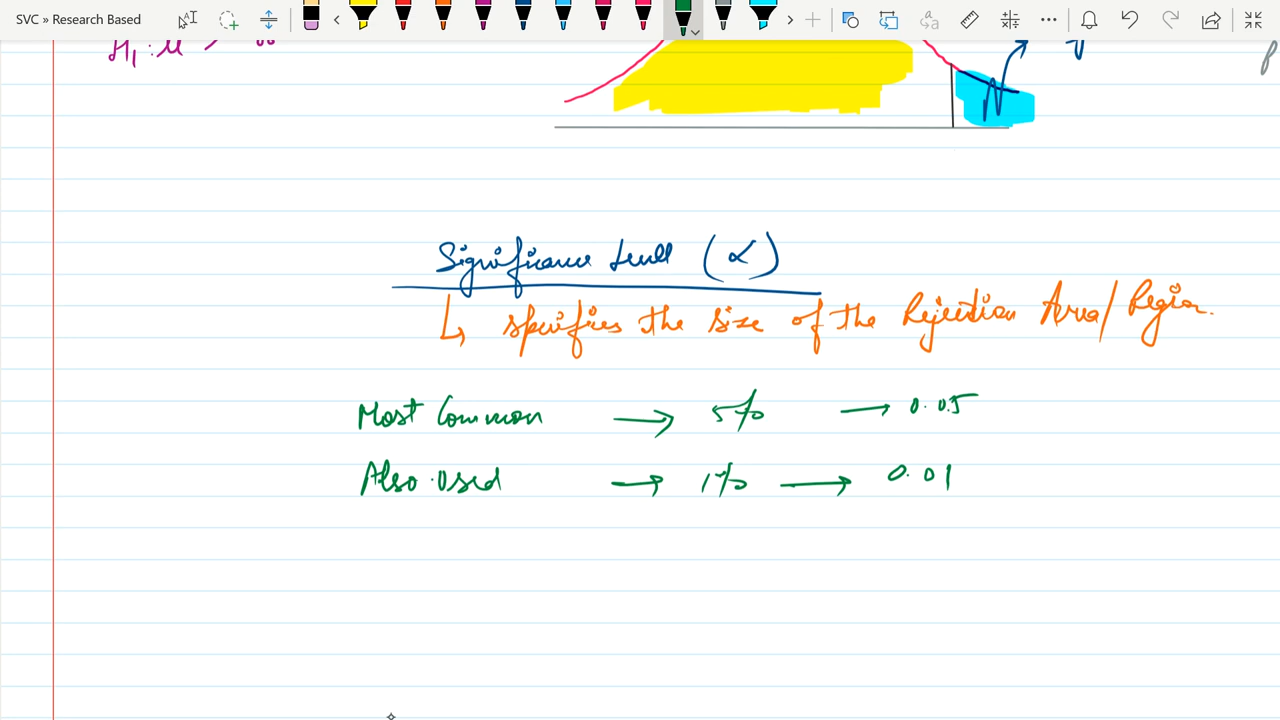 SVC » Research Based
H₁ : μ >
Significance Level (α)
↳ specifies the size of the Rejection Area/Region.
Most Common → 5% → 0.05
Also Used → 1% → 0.01